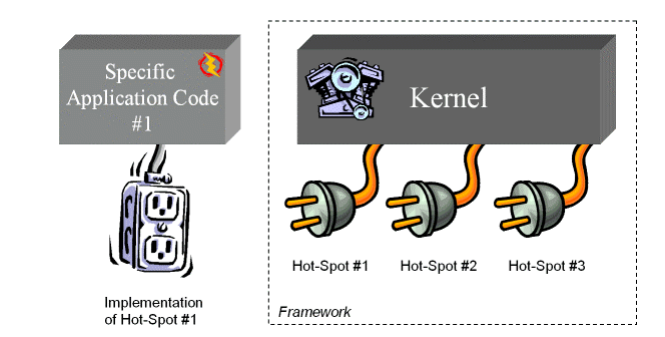 Specific
Application Code
#1
Kernel
Hot-Spot #1
Hot-Spot #2
Hot-Spot #3
Implementation
of Hot-Spot #1
Framework